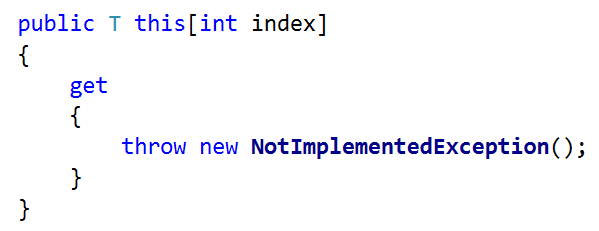 public T this[int index]
{
    get
    {
        throw new NotImplementedException();
    }
}